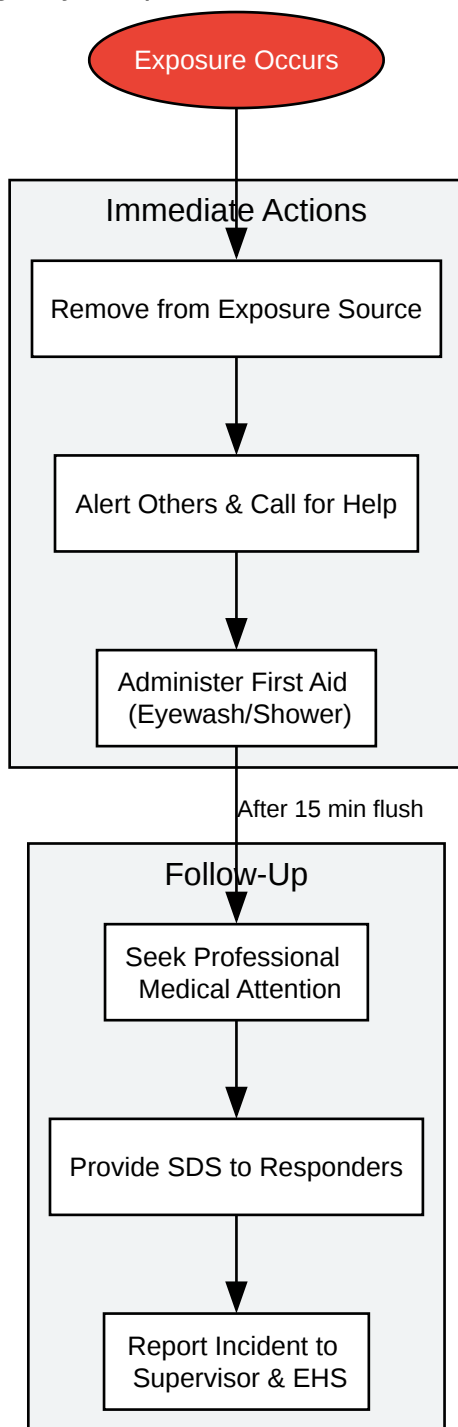 Exposure Occurs
Immediate Actions
Remove from Exposure Source
Alert Others & Call for Help
Administer First Aid
(Eyewash/Shower)
After 15 min flush
Follow-Up
Seek Professional
Medical Attention
Provide SDS to Responders
Report Incident to
Supervisor & EHS